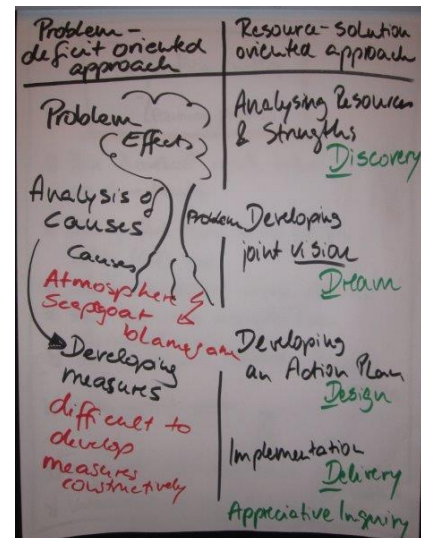 Problem-
deficit oriented
approach
Problem
Effects
Analysis of
Causes
Problem
Causes
Atmosphere
Scapegoat
blamegame
Developing
measures
difficult to
develop
measures
constructively
Resource-solution
oriented approach
Analysing Resources
& Strengths
Discovery
Developing
joint vision
Dream
Developing
an Action Plan
Design
Implementation
Delivery
Appreciative Inquiry